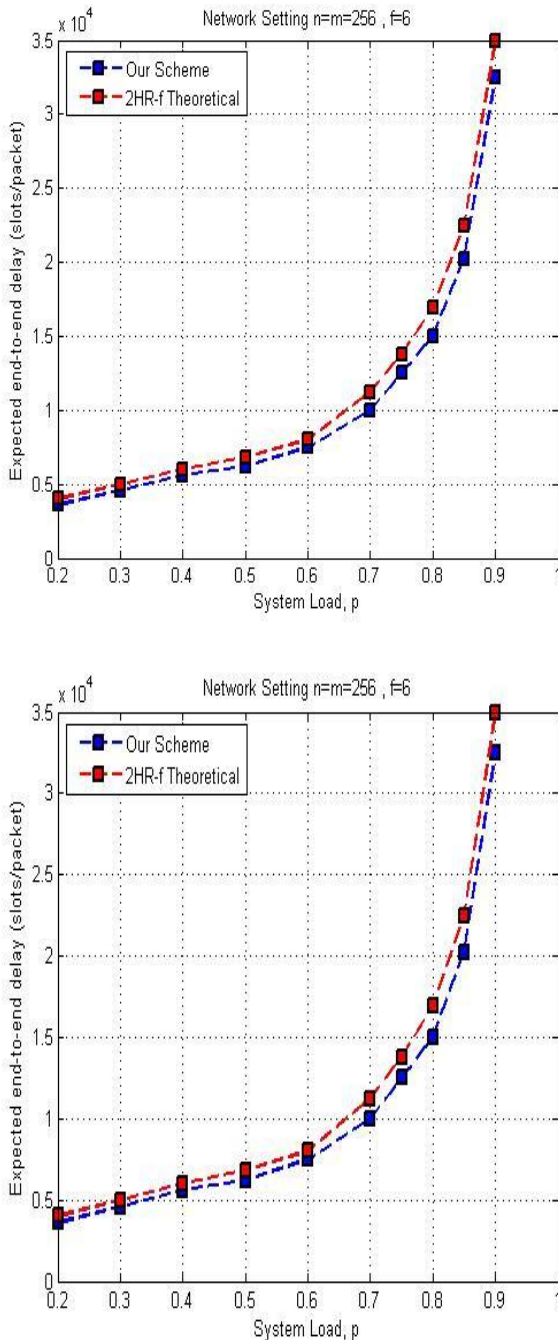 Network Setting n=m=256 , f=6
x 10^4
3.5
Our Scheme
2HR-f Theoretical
3
2.5
2
1.5
1
0.5
0
Expected end-to-end delay (slots/packet)
0.2 0.3 0.4 0.5 0.6 0.7 0.8 0.9 1
System Load, p
Network Setting n=m=256 , f=6
x 10^4
3.5
Our Scheme
2HR-f Theoretical
3
2.5
2
1.5
1
0.5
0
Expected end-to-end delay (slots/packet)
0.2 0.3 0.4 0.5 0.6 0.7 0.8 0.9 1
System Load, p